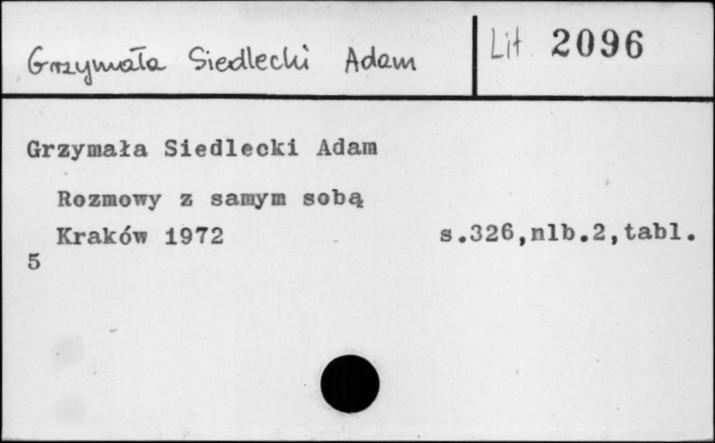 Grzymała Siedlecki Adam
Lit 2096
Grzymała Siedlecki Adam
Rozmowy z samym sobą
Kraków 1972 s.326,nlb.2,tabl.
5